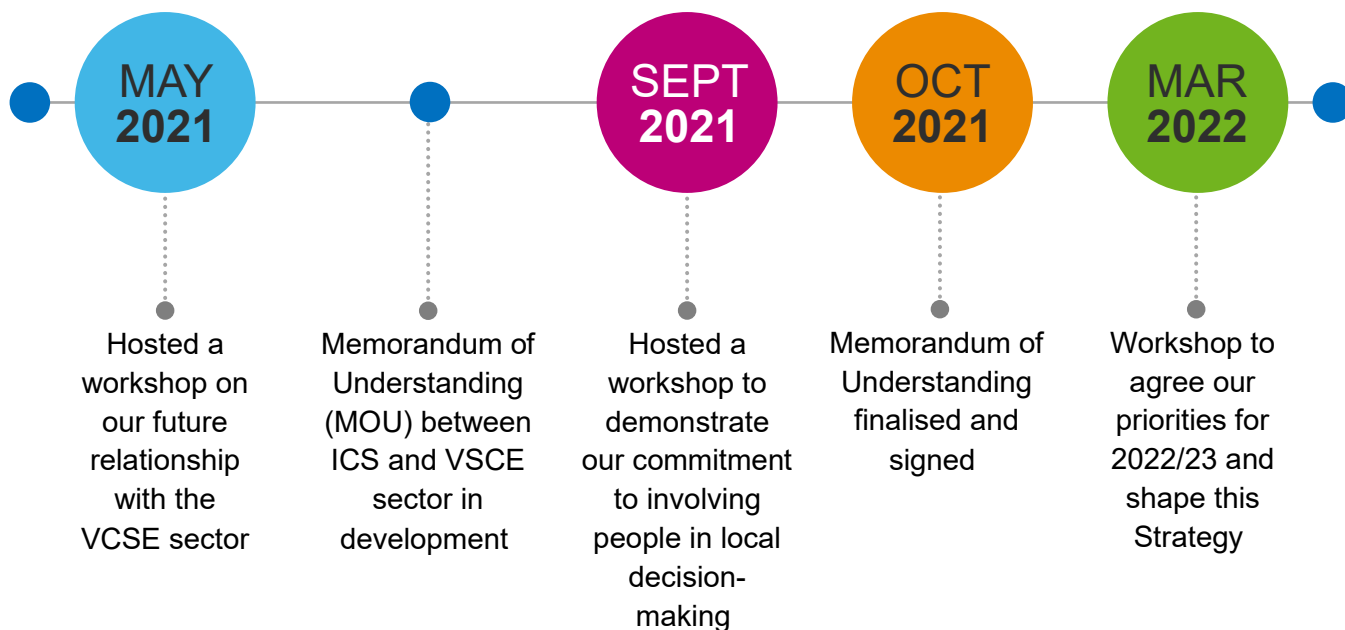 MAY
2021
SEPT
2021
OCT
2021
MAR
2022
Hosted a
workshop on
our future
relationship
with the
VCSE sector
Memorandum of
Understanding
(MOU) between
ICS and VSCE
sector in
development
Hosted a
workshop to
demonstrate
our commitment
to involving
people in local
decision-
making
Memorandum of
Understanding
finalised and
signed
Workshop to
agree our
priorities for
2022/23 and
shape this
Strategy